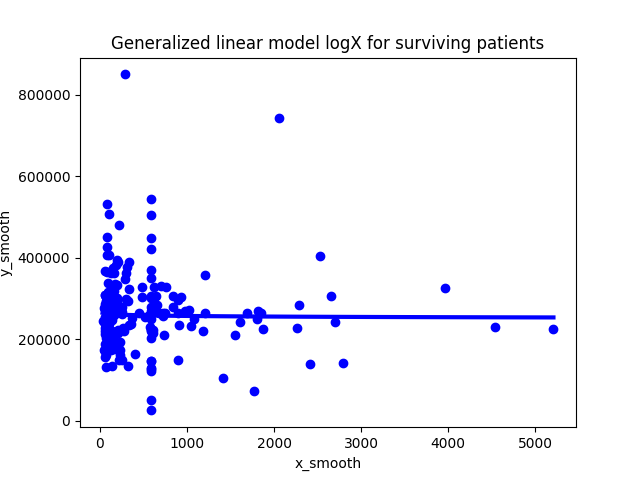 Generalized linear model logX for surviving patients
800000
600000
400000
200000
0
y_smooth
0 1000 2000 3000 4000 5000
x_smooth